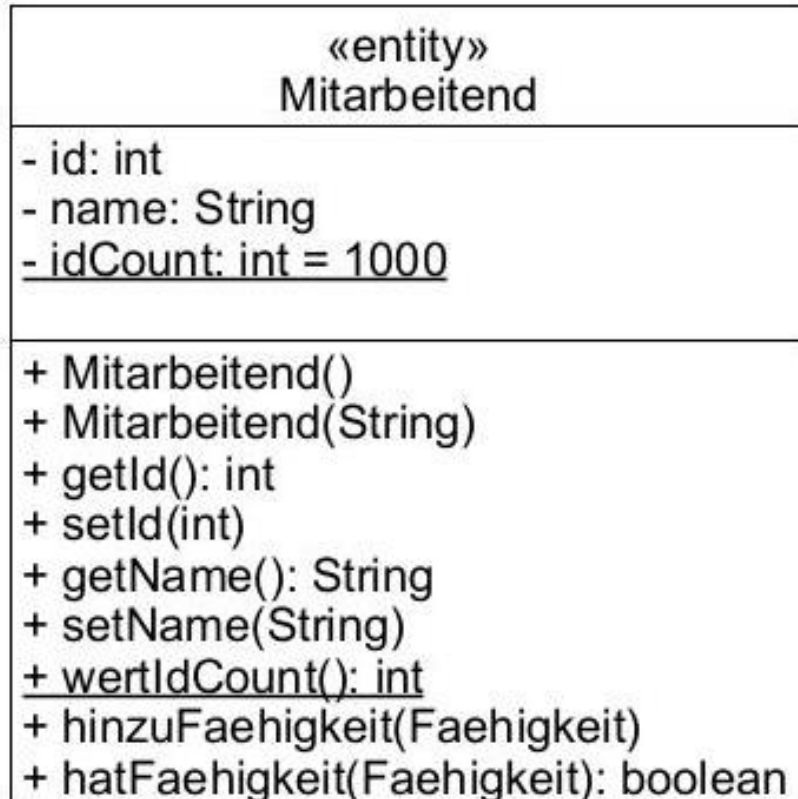 «entity»
Mitarbeitend
- id: int
- name: String
- idCount: int = 1000
+ Mitarbeitend()
+ Mitarbeitend(String)
+ getId(): int
+ setId(int)
+ getName(): String
+ setName(String)
+ wertIdCount(): int
+ hinzuFaehigkeit(Faehigkeit)
+ hatFaehigkeit(Faehigkeit): boolean